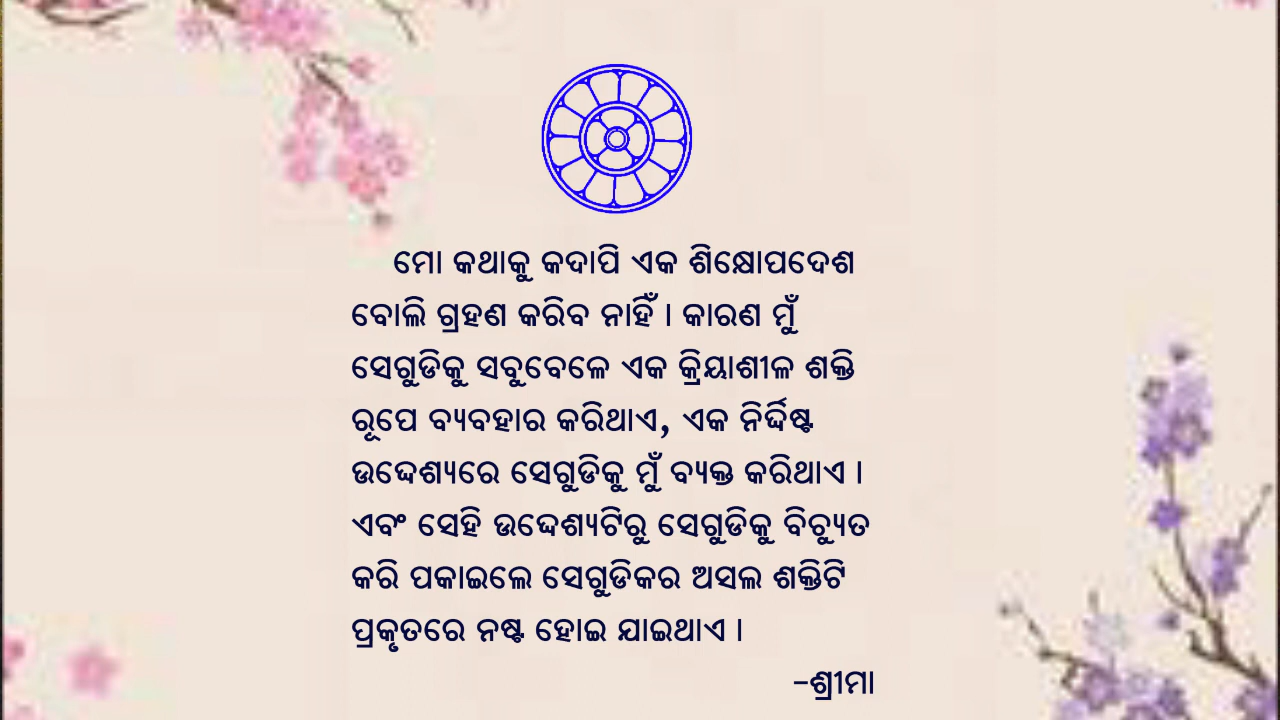 ମୋ କଥାକୁ କଦାପି ଏକ ଶିକ୍ଷୋପଦେଶ
ବୋଲି ଗ୍ରହଣ କରିବ ନାହିଁ । କାରଣ ମୁଁ
ସେଗୁଡିକୁ ସବୁବେଳେ ଏକ କ୍ରିୟାଶୀଳ ଶକ୍ତି
ରୂପେ ବ୍ୟବହାର କରିଥାଏ, ଏକ ନିର୍ଦ୍ଦିଷ୍ଟ
ଉଦ୍ଦେଶ୍ୟରେ ସେଗୁଡିକୁ ମୁଁ ବ୍ୟକ୍ତ କରିଥାଏ ।
ଏବଂ ସେହି ଉଦ୍ଦେଶ୍ୟଟିରୁ ସେଗୁଡିକୁ ବିଚ୍ୟୁତ
କରି ପକାଇଲେ ସେଗୁଡିକର ଅସଲ ଶକ୍ତିଟି
ପ୍ରକୃତରେ ନଷ୍ଟ ହୋଇ ଯାଇଥାଏ ।
-ଶ୍ରୀମା